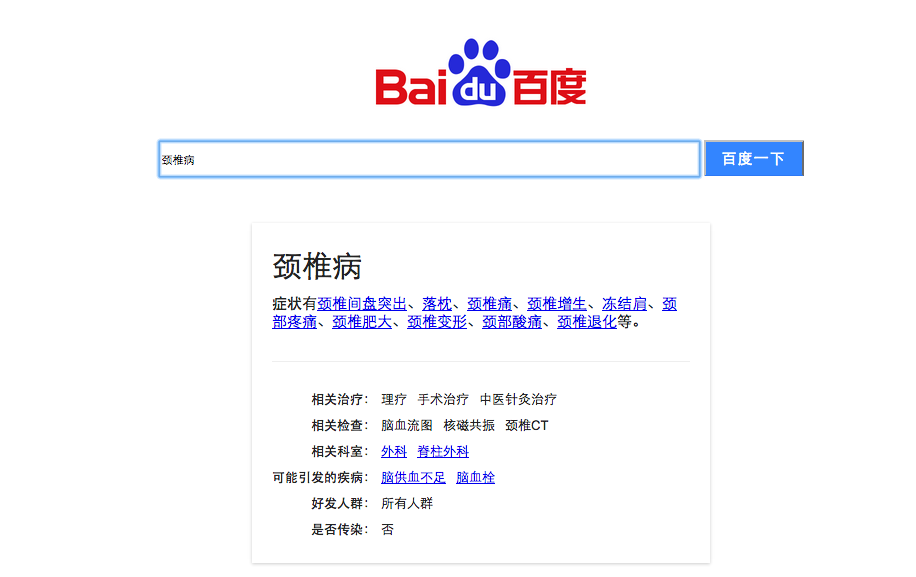 Bai du 百度
颈椎病 百度一下
颈椎病
症状有颈椎间盘突出、落枕、颈椎痛、颈椎增生、冻结肩、颈
部疼痛、颈椎肥大、颈椎变形、颈部酸痛、颈椎退化等。
相关治疗： 理疗 手术治疗 中医针灸治疗
相关检查： 脑血流图 核磁共振 颈椎CT
相关科室： 外科 脊柱外科
可能引发的疾病： 脑供血不足 脑血栓
好发人群： 所有人群
是否传染： 否